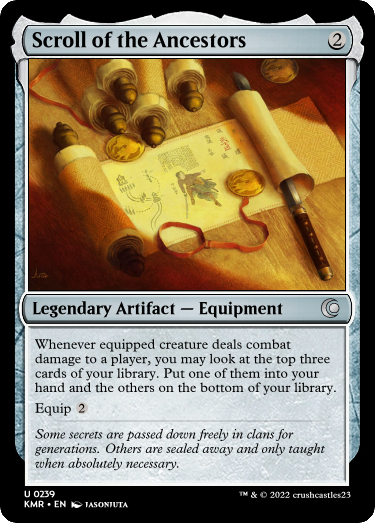 Scroll of the Ancestors 2
Legendary Artifact — Equipment
Whenever equipped creature deals combat
damage to a player, you may look at the top three
cards of your library. Put one of them into your
hand and the others on the bottom of your library.
Equip 2
Some secrets are passed down freely in clans for
generations. Others are sealed away and only taught
when absolutely necessary.
U 0239
KMR • EN JASONJUTA
™ & © 2022 crushcastles23